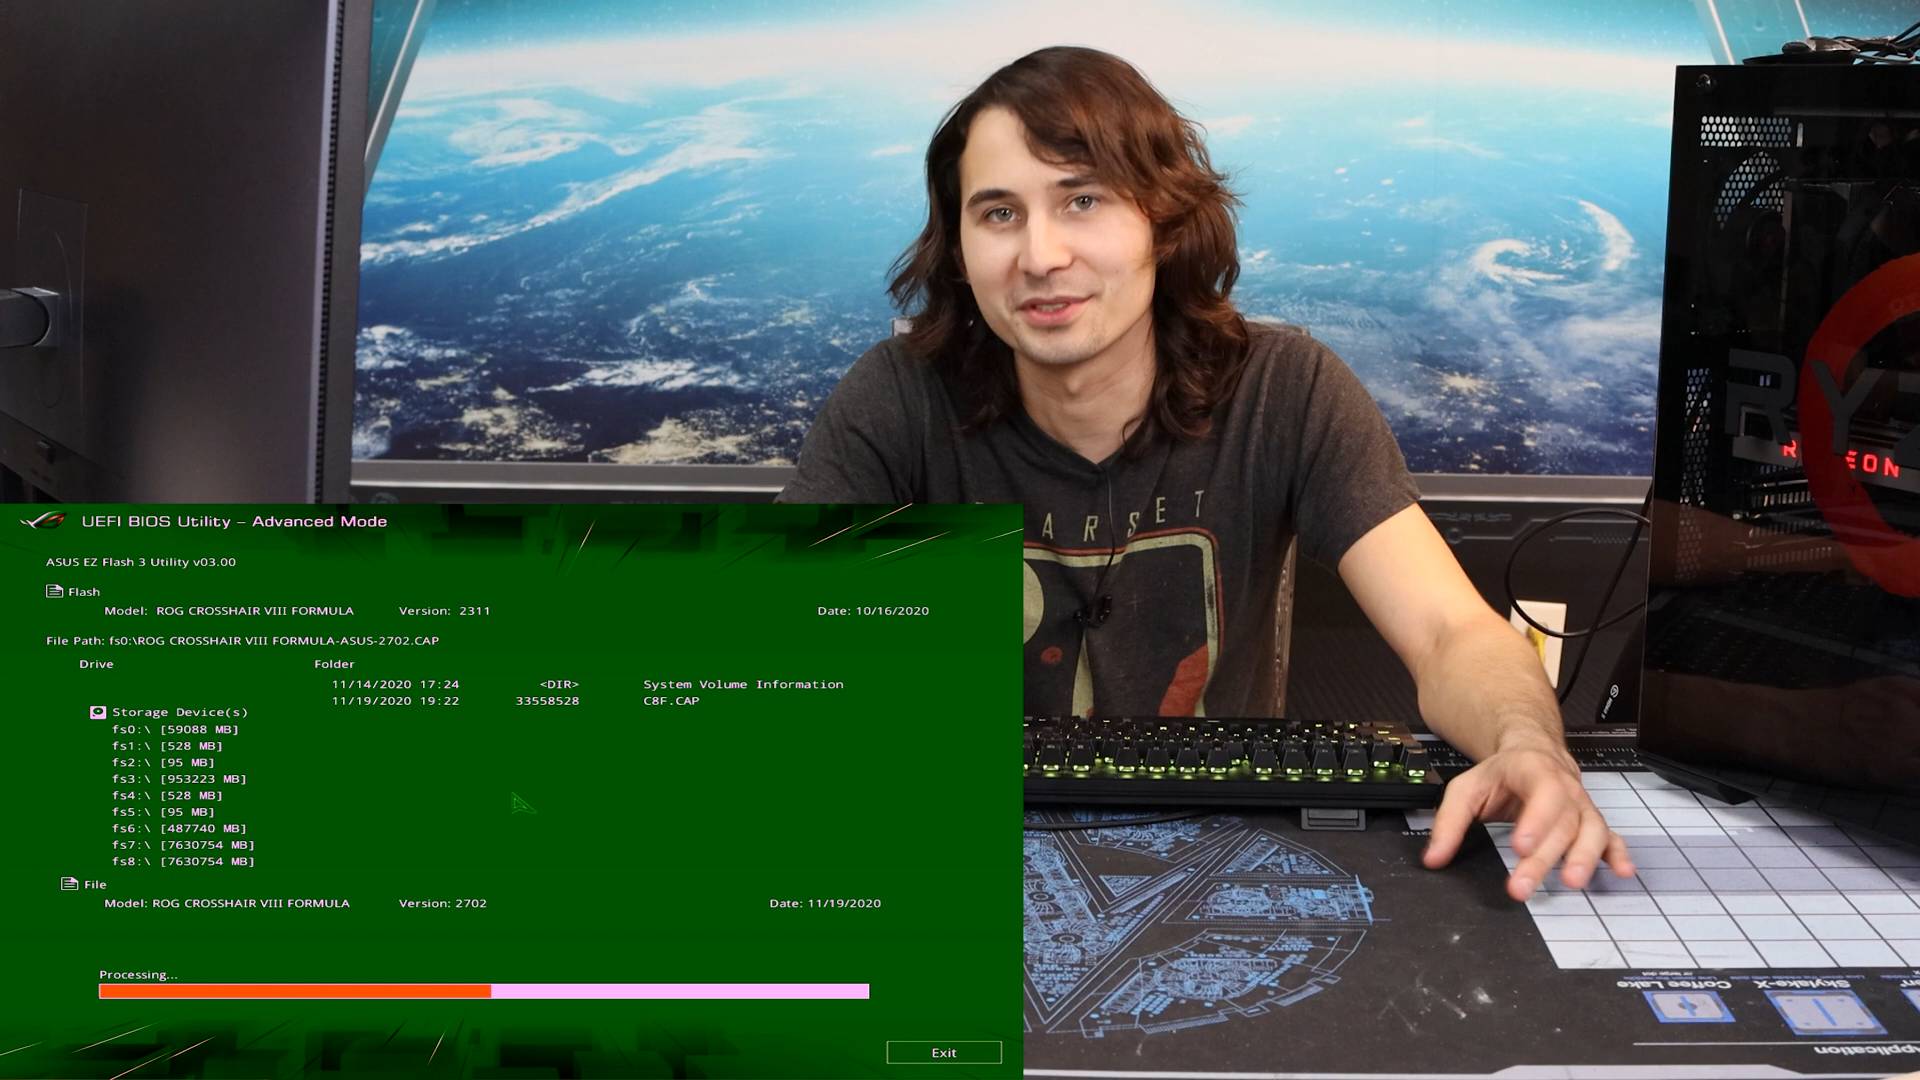 RYZ
RADEON
ARSET
UEFI BIOS Utility – Advanced Mode
ASUS EZ Flash 3 Utility v03.00
Flash
Model: ROG CROSSHAIR VIII FORMULA Version: 2311 Date: 10/16/2020
File Path: fs0:\ROG CROSSHAIR VIII FORMULA-ASUS-2702.CAP
Drive Folder
11/14/2020 17:24 <DIR> System Volume Information
11/19/2020 19:22 33558528 C8F.CAP
Storage Device(s)
fs0:\ [59088 MB]
fs1:\ [528 MB]
fs2:\ [95 MB]
fs3:\ [953223 MB]
fs4:\ [528 MB]
fs5:\ [95 MB]
fs6:\ [487740 MB]
fs7:\ [7630754 MB]
fs8:\ [7630754 MB]
File
Model: ROG CROSSHAIR VIII FORMULA Version: 2702 Date: 11/19/2020
Processing...
Exit
Coffee Lake
Skylake-X
Application